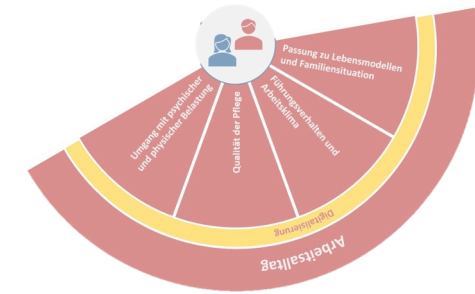 Umgang mit psychischer
und physischer Belastung
Qualität der Pflege
Führungsverhalten und
Arbeitsklima
Passung zu Lebensmodellen
und Familiensituation
Digitalisierung
Arbeitsalltag